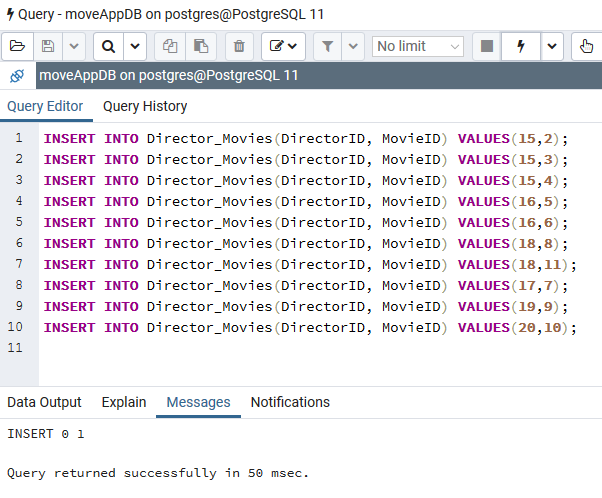 Query - moveAppDB on postgres@PostgreSQL 11
No limit
moveAppDB on postgres@PostgreSQL 11
Query Editor Query History
1 INSERT INTO Director_Movies(DirectorID, MovieID) VALUES(15,2);
2 INSERT INTO Director_Movies(DirectorID, MovieID) VALUES(15,3);
3 INSERT INTO Director_Movies(DirectorID, MovieID) VALUES(15,4);
4 INSERT INTO Director_Movies(DirectorID, MovieID) VALUES(16,5);
5 INSERT INTO Director_Movies(DirectorID, MovieID) VALUES(16,6);
6 INSERT INTO Director_Movies(DirectorID, MovieID) VALUES(18,8);
7 INSERT INTO Director_Movies(DirectorID, MovieID) VALUES(18,11);
8 INSERT INTO Director_Movies(DirectorID, MovieID) VALUES(17,7);
9 INSERT INTO Director_Movies(DirectorID, MovieID) VALUES(19,9);
10 INSERT INTO Director_Movies(DirectorID, MovieID) VALUES(20,10);
11
Data Output Explain Messages Notifications
INSERT 0 1
Query returned successfully in 50 msec.